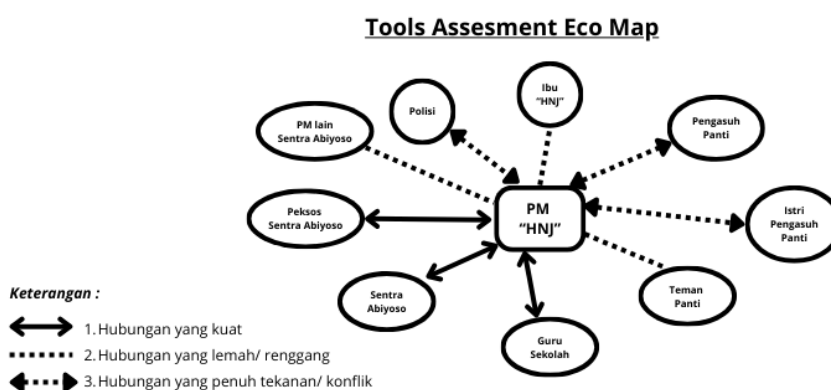 Tools Assesment Eco Map
Ibu
"HNJ"
Polisi
PM lain
Sentra Abiyoso
Pengasuh
Panti
Peksos
Sentra Abiyoso
PM
"HNJ"
Istri
Pengasuh
Panti
Sentra
Abiyoso
Teman
Panti
Guru
Sekolah
Keterangan :
1. Hubungan yang kuat
2. Hubungan yang lemah/ renggang
3. Hubungan yang penuh tekanan/ konflik